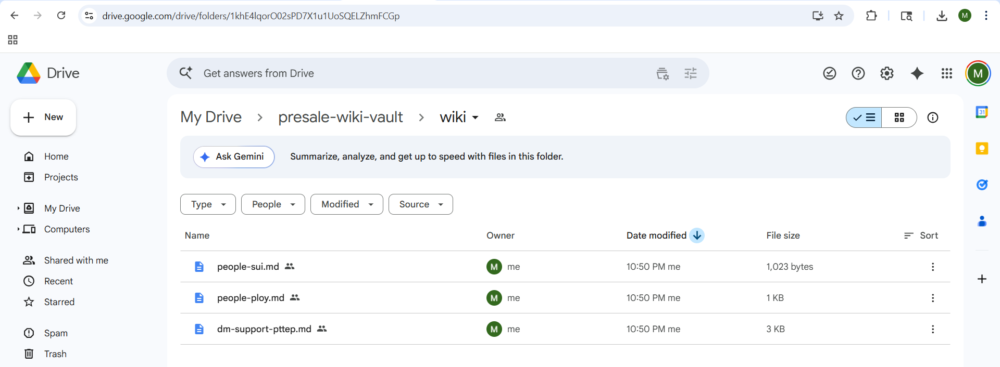 drive.google.com/drive/folders/1khE4lqorO02sPD7X1u1UoSQELZhmFCGp
M
Drive
Get answers from Drive
M
New
My Drive > presale-wiki-vault > wiki
31
Ask Gemini
Summarize, analyze, and get up to speed with files in this folder.
Home
Projects
My Drive
Computers
Shared with me
Recent
Starred
Spam
Trash
Type People Modified Source
Name Owner Date modified File size Sort
people-sui.md M me 10:50 PM me 1,023 bytes
people-ploy.md M me 10:50 PM me 1 KB
dm-support-pttep.md M me 10:50 PM me 3 KB